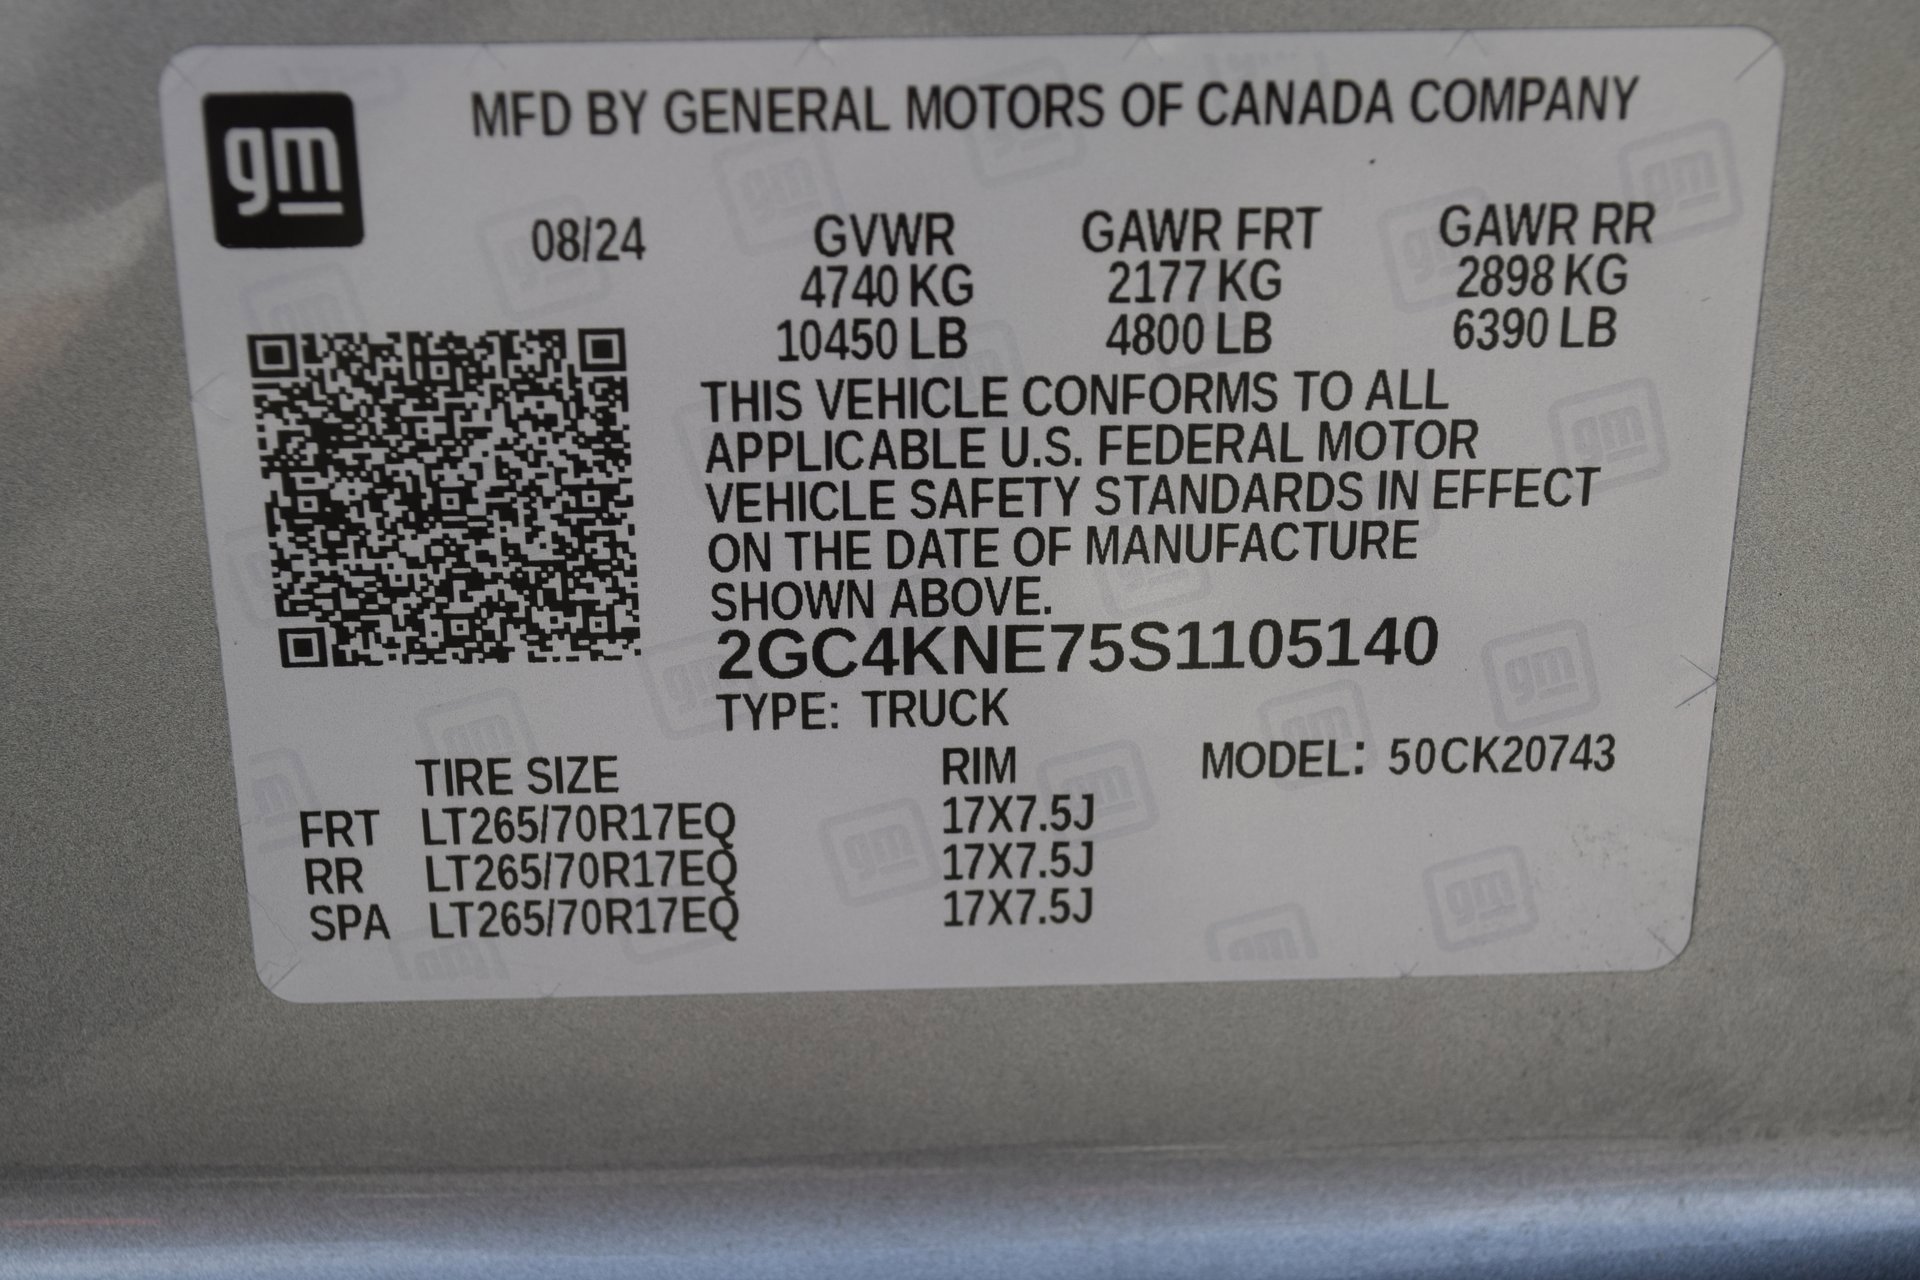 gm
MFD BY GENERAL MOTORS OF CANADA COMPANY
08/24 GVWR GAWR FRT GAWR RR
4740 KG 2177 KG 2898 KG
10450 LB 4800 LB 6390 LB
THIS VEHICLE CONFORMS TO ALL
APPLICABLE U.S. FEDERAL MOTOR
VEHICLE SAFETY STANDARDS IN EFFECT
ON THE DATE OF MANUFACTURE
SHOWN ABOVE.
2GC4KNE75S1105140
TYPE: TRUCK
TIRE SIZE RIM MODEL: 50CK20743
FRT LT265/70R17EQ 17X7.5J
RR LT265/70R17EQ 17X7.5J
SPA LT265/70R17EQ 17X7.5J